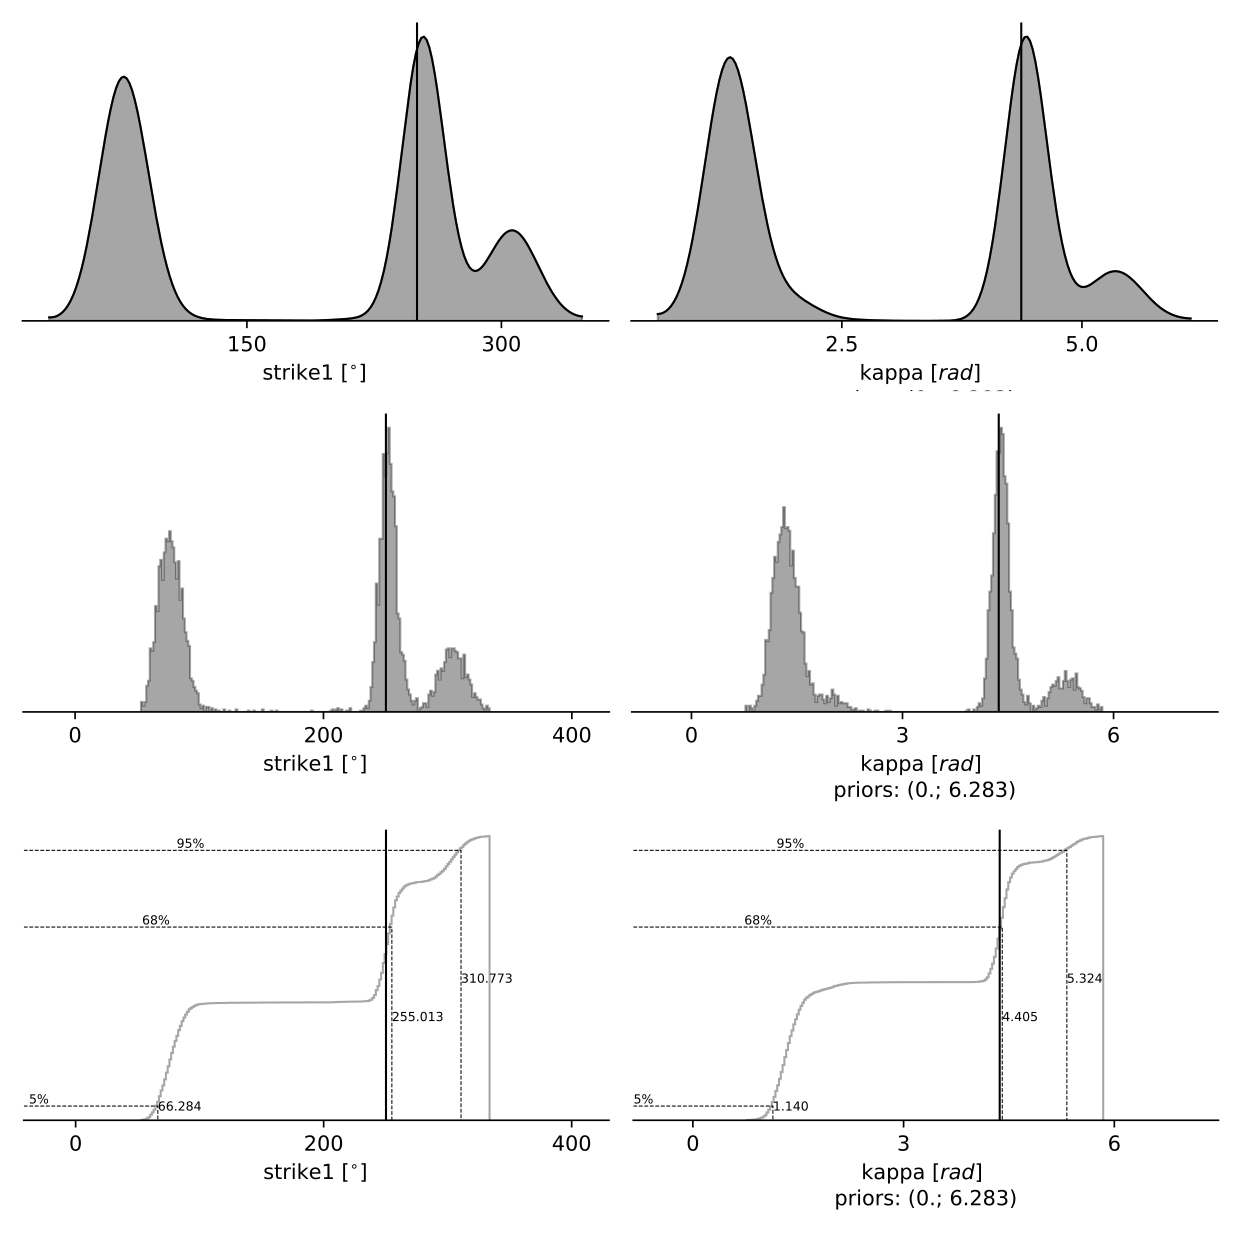 150 300
strike1 [°]
2.5 5.0
kappa [rad]
0 200 400
strike1 [°]
0 3 6
kappa [rad]
priors: (0.; 6.283)
95%
68%
310.773
255.013
5%
66.284
0 200 400
strike1 [°]
95%
68%
5.324
4.405
5%
1.140
0 3 6
kappa [rad]
priors: (0.; 6.283)